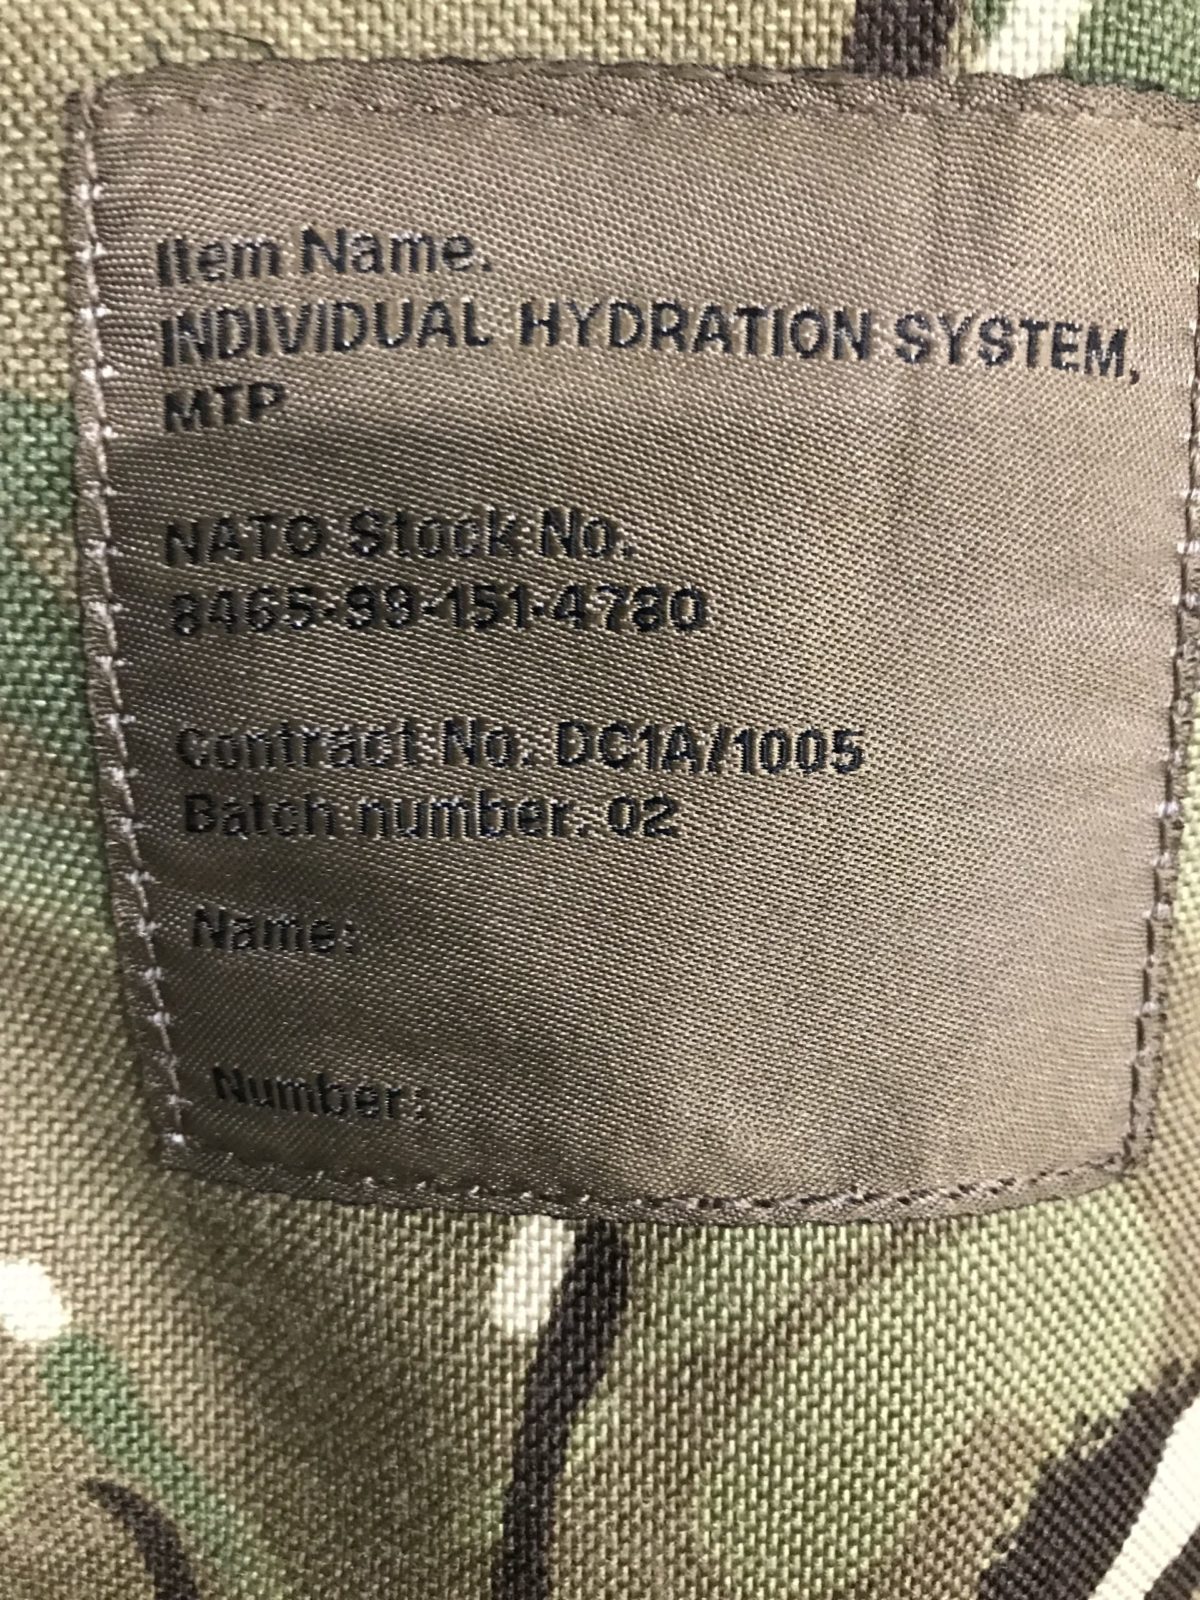 Item Name.
INDIVIDUAL HYDRATION SYSTEM,
MTP
NATO Stock No.
8465-99-151-4780
Contract No. DC1A/1005
Batch number. 02
Name:
Number: